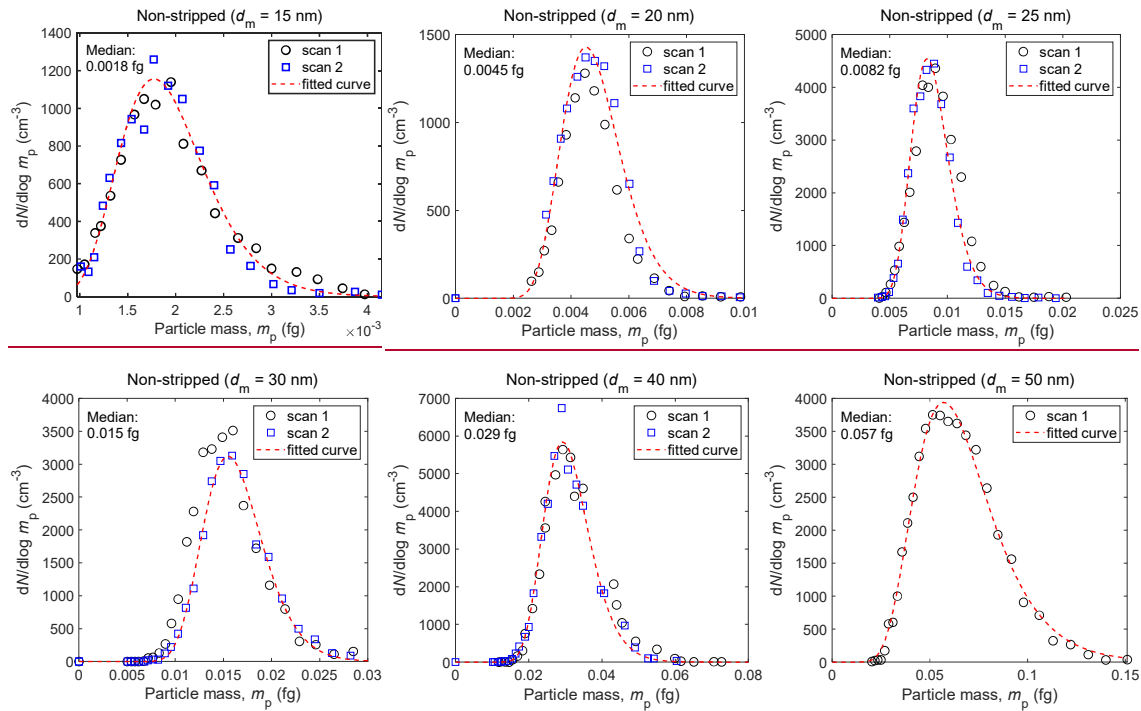 Non-stripped (dm = 15 nm)
Median:
0.0018 fg
scan 1
scan 2
fitted curve
dN/dlog mp (cm-3)
1400
1200
1000
800
600
400
200
0
1 1.5 2 2.5 3 3.5 4
×10-3
Particle mass, mp (fg)
Non-stripped (dm = 20 nm)
Median:
0.0045 fg
scan 1
scan 2
fitted curve
dN/dlog mp (cm-3)
1500
1000
500
0
0 0.002 0.004 0.006 0.008 0.01
Particle mass, mp (fg)
Non-stripped (dm = 25 nm)
Median:
0.0082 fg
scan 1
scan 2
fitted curve
dN/dlog mp (cm-3)
5000
4000
3000
2000
1000
0
0 0.005 0.01 0.015 0.02 0.025
Particle mass, mp (fg)
Non-stripped (dm = 30 nm)
Median:
0.015 fg
scan 1
scan 2
fitted curve
dN/dlog mp (cm-3)
4000
3500
3000
2500
2000
1500
1000
500
0
0 0.005 0.01 0.015 0.02 0.025 0.03
Particle mass, mp (fg)
Non-stripped (dm = 40 nm)
Median:
0.029 fg
scan 1
scan 2
fitted curve
dN/dlog mp (cm-3)
7000
6000
5000
4000
3000
2000
1000
0
0 0.02 0.04 0.06 0.08
Particle mass, mp (fg)
Non-stripped (dm = 50 nm)
Median:
0.057 fg
scan 1
fitted curve
dN/dlog mp (cm-3)
4000
3500
3000
2500
2000
1500
1000
500
0
0 0.05 0.1 0.15
Particle mass, mp (fg)